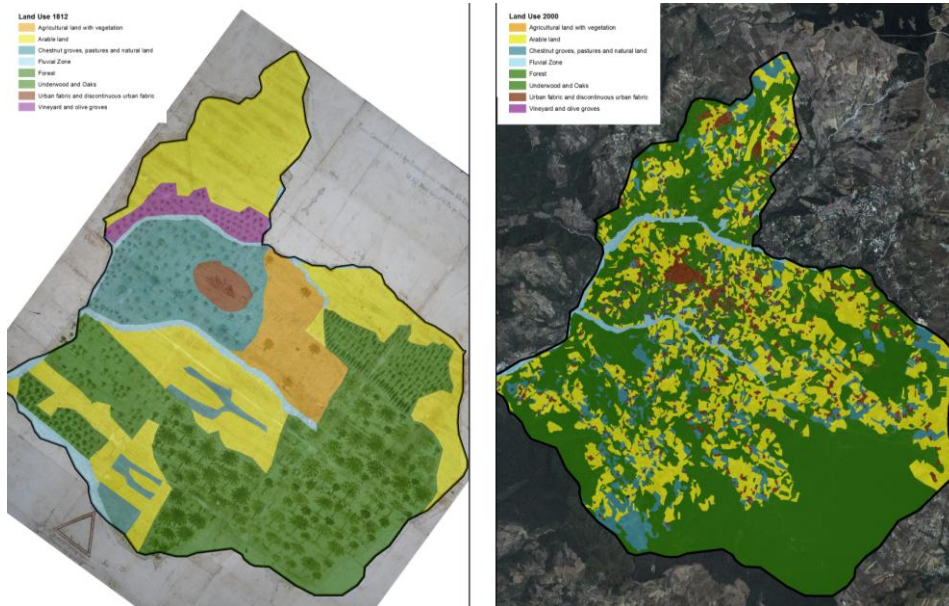 Land Use 1812
Agricultural land with vegetation
Arable land
Chestnut groves, pastures and natural land
Fluvial Zone
Forest
Underwood and Oaks
Urban fabric and discontinuous urban fabric
Vineyard and olive groves
Land Use 2000
Agricultural land with vegetation
Arable land
Chestnut groves, pastures and natural land
Fluvial Zone
Forest
Underwood and Oaks
Urban fabric and discontinuous urban fabric
Vineyard and olive groves